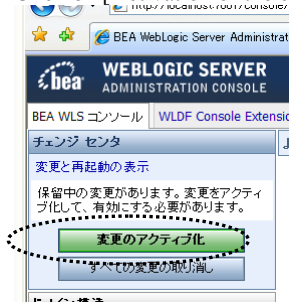 http://localhost:7001/console/
BEA WebLogic Server Administrat
bea
WEBLOGIC SERVER
ADMINISTRATION CONSOLE
BEA WLS コンソール
WLDF Console Extensio
チェンジ センタ
変更と再起動の表示
保留中の変更があります。変更をアクティ
ブ化して、有効にする必要があります。
変更のアクティブ化
すべての変更の取り消し